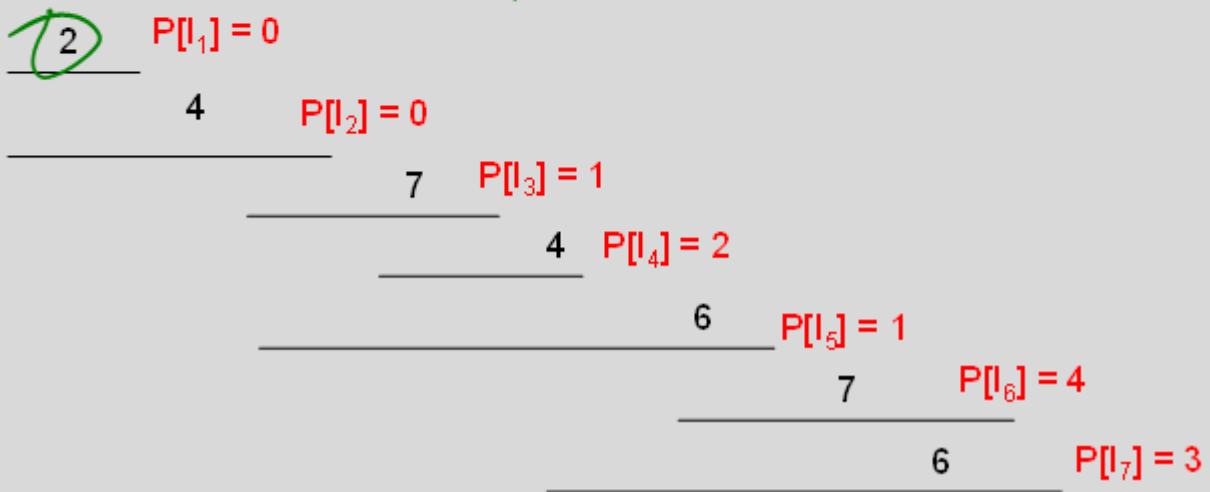 2 P[I₁] = 0
4 P[I₂] = 0
7 P[I₃] = 1
4 P[I₄] = 2
6 P[I₅] = 1
7 P[I₆] = 4
6 P[I₇] = 3